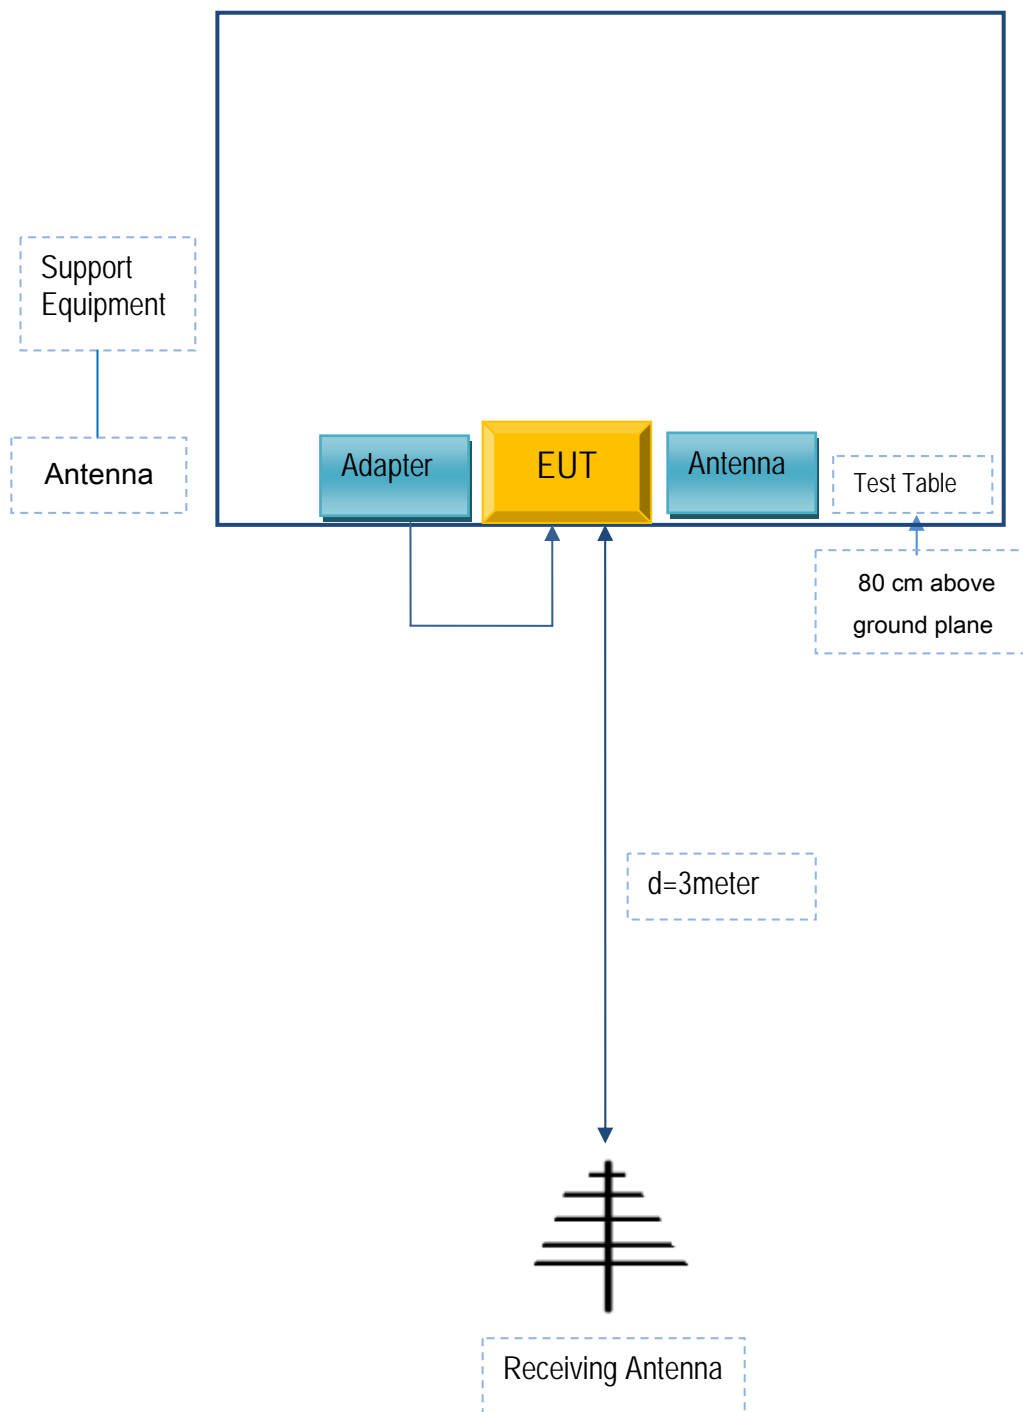 Support
Equipment
Antenna
Adapter
EUT
Antenna
Test Table
80 cm above
ground plane
d=3meter
Receiving Antenna